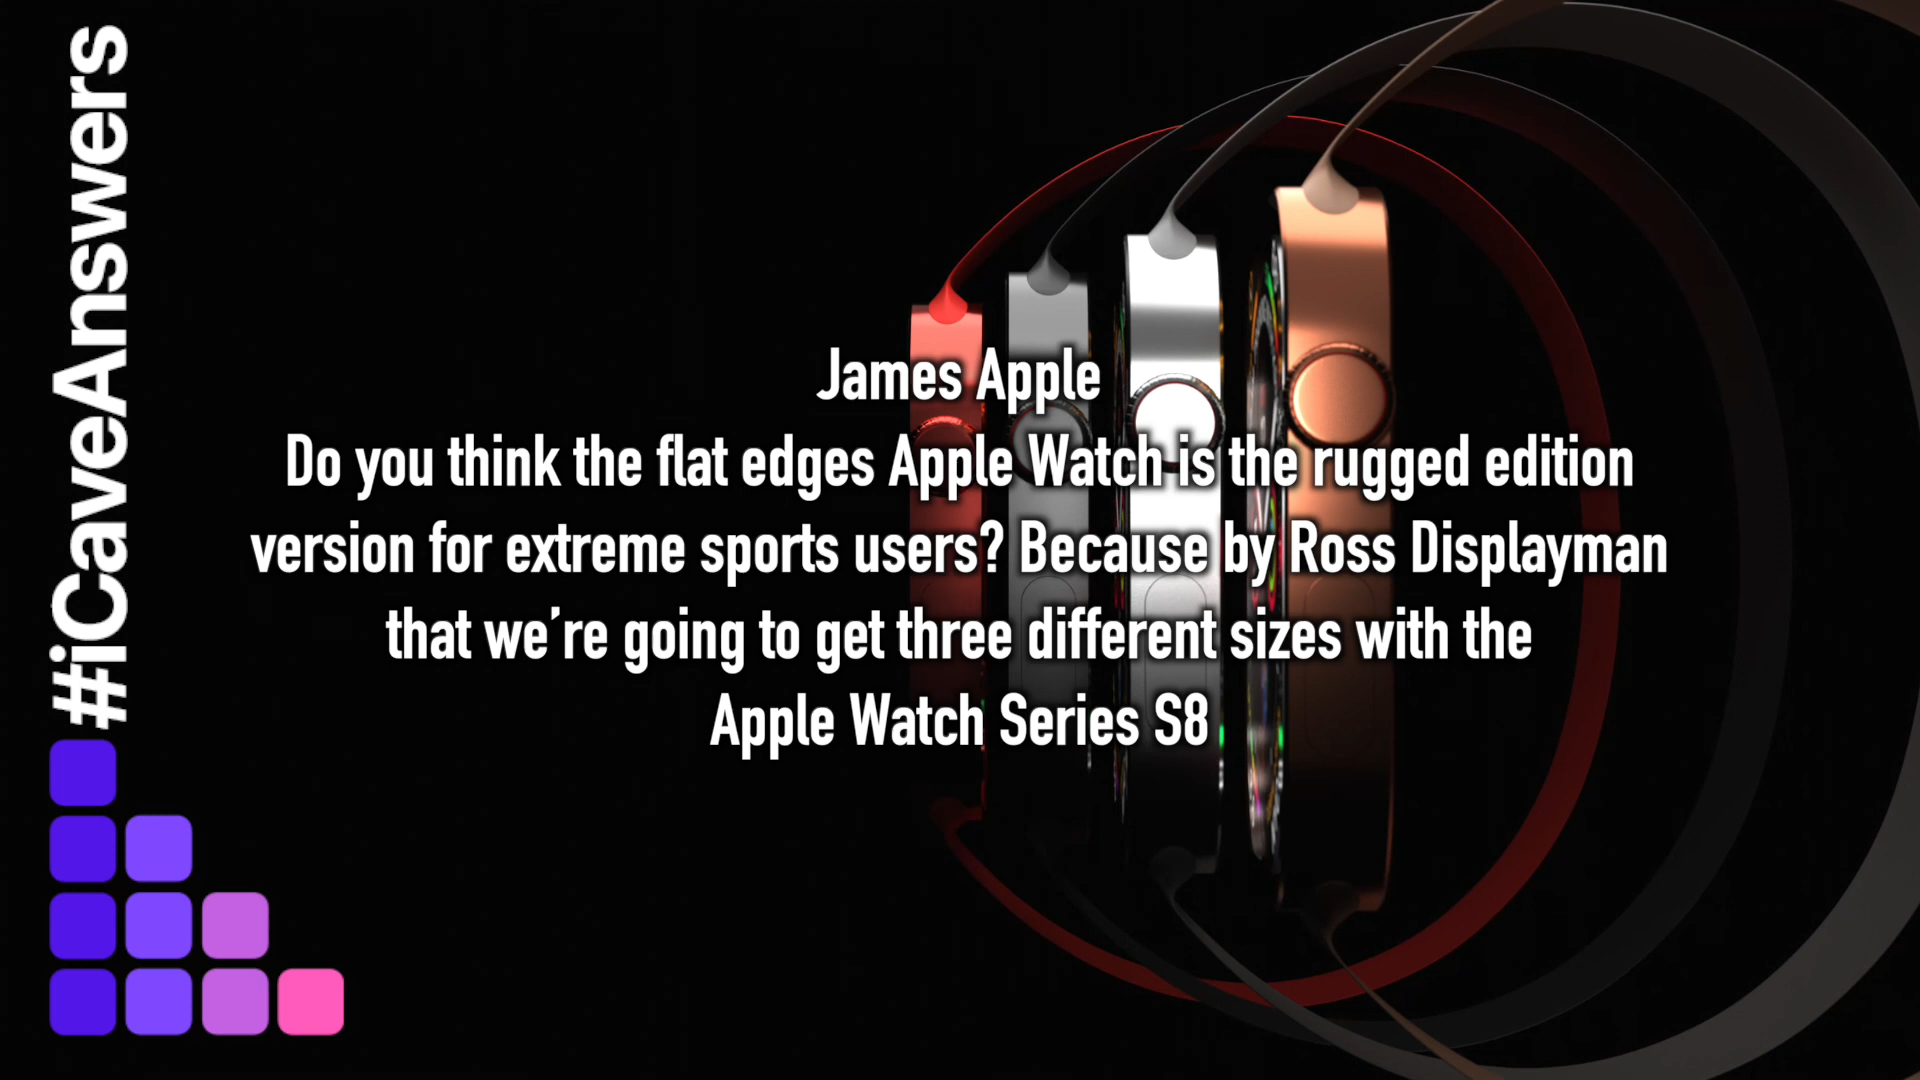 #iCaveAnswers
James Apple
Do you think the flat edges Apple Watch is the rugged edition
version for extreme sports users? Because by Ross Displayman
that we’re going to get three different sizes with the
Apple Watch Series S8